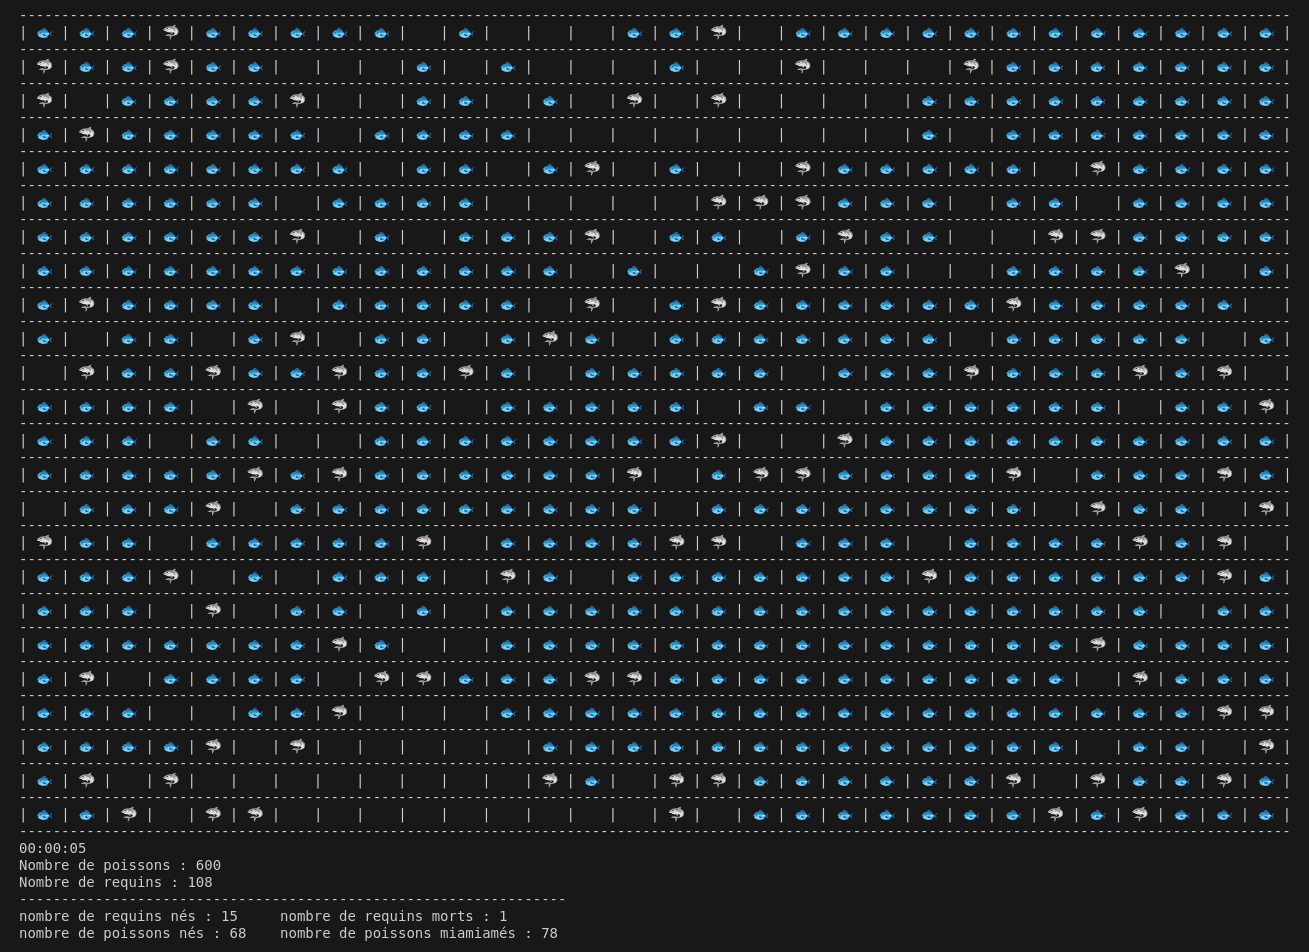 00:00:05
Nombre de poissons : 600
Nombre de requins : 108
nombre de requins nés : 15 nombre de requins morts : 1
nombre de poissons nés : 68 nombre de poissons miamiamés : 78